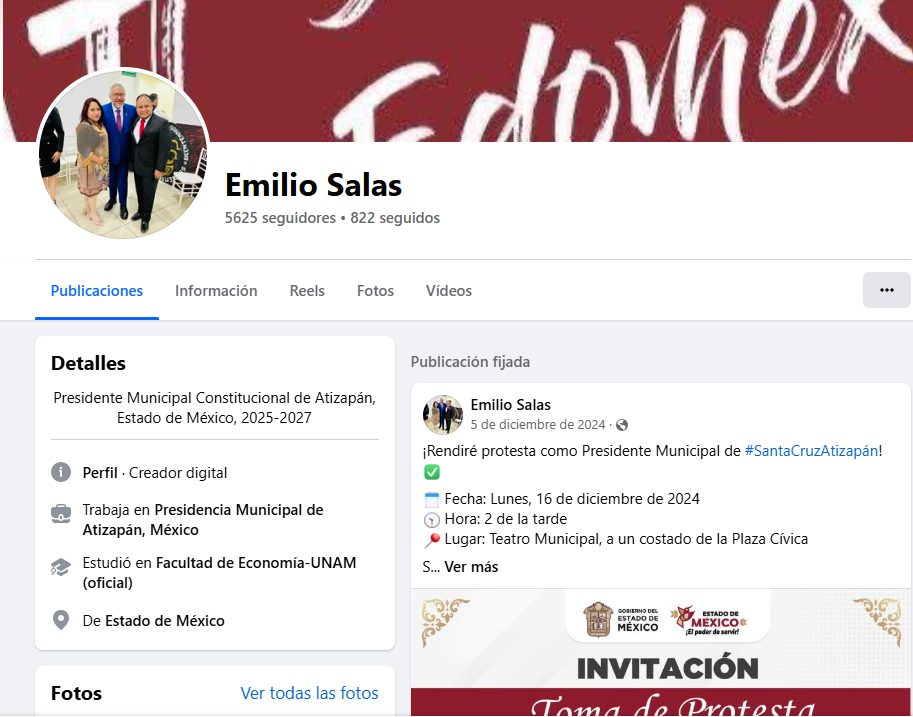 Edomex
Emilio Salas
5625 seguidores • 822 seguidos
Publicaciones
Información
Reels
Fotos
Vídeos
Detalles
Presidente Municipal Constitucional de Atizapán,
Estado de México, 2025-2027
Perfil · Creador digital
Trabaja en Presidencia Municipal de
Atizapán, México
Estudió en Facultad de Economía-UNAM
(oficial)
De Estado de México
Fotos
Ver todas las fotos
Publicación fijada
Emilio Salas
5 de diciembre de 2024 ·
¡Rendiré protesta como Presidente Municipal de #SantaCruzAtizapán!
Fecha: Lunes, 16 de diciembre de 2024
Hora: 2 de la tarde
Lugar: Teatro Municipal, a un costado de la Plaza Cívica
S... Ver más
GOBIERNO DEL
ESTADO DE
MÉXICO
ESTADO DE
MÉXICO
¡El poder de servir!
INVITACIÓN
Toma de Protesta